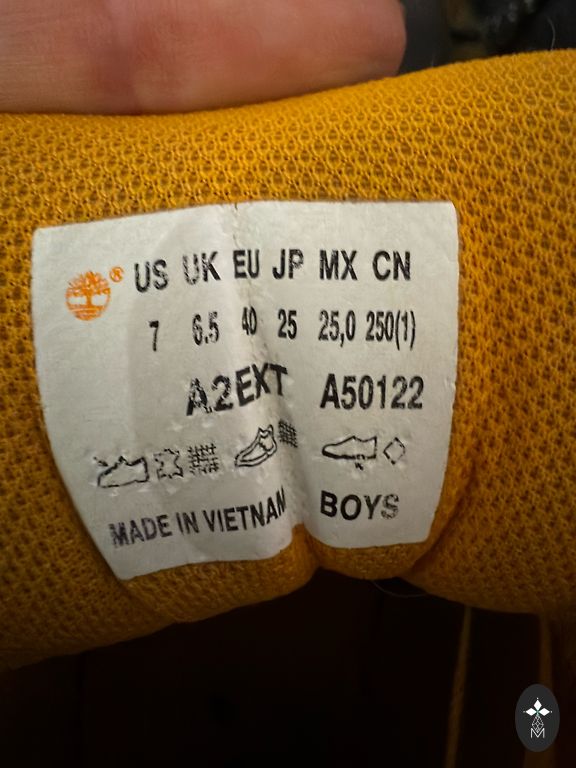 ® US UK EU JP MX CN
7 6.5 40 25 25,0 250(1)
A2EXT A50122
MADE IN VIETNAM BOYS
M